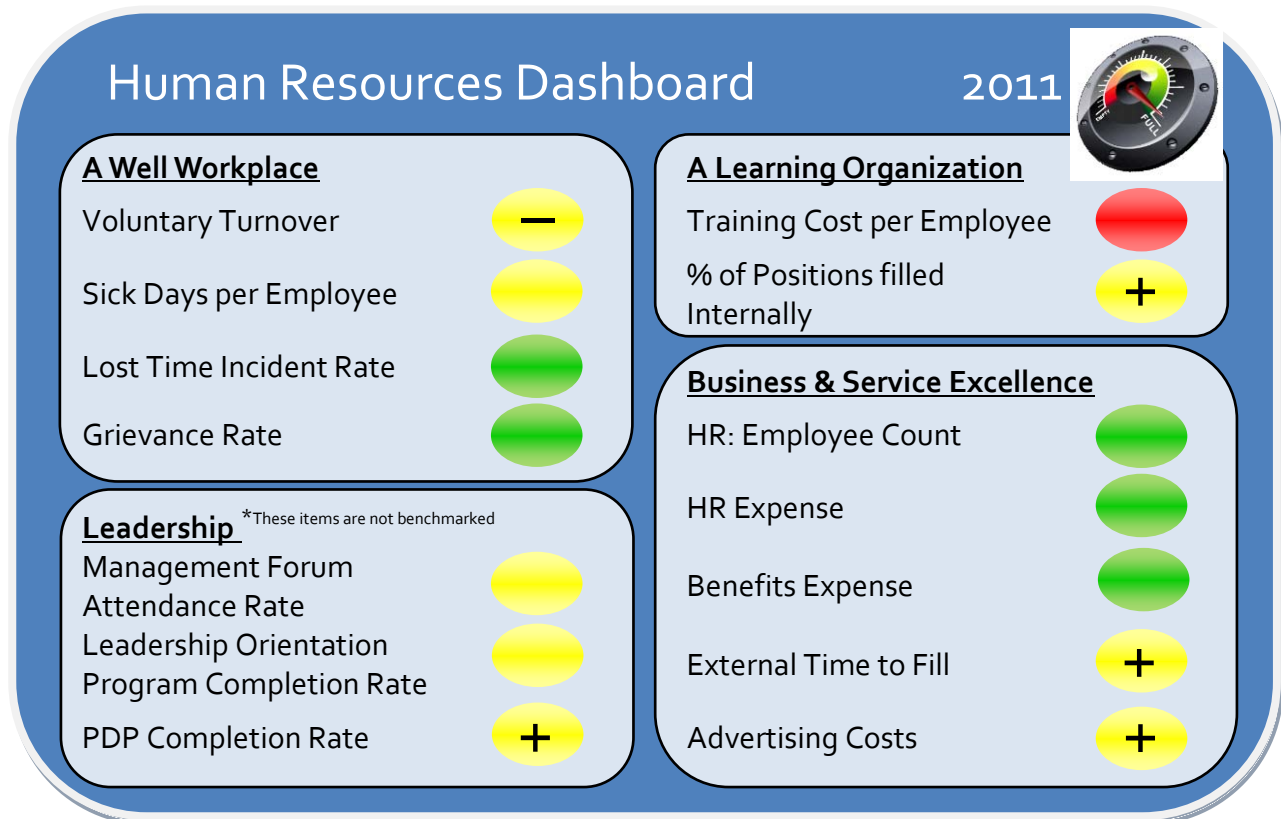 Human Resources Dashboard 2011
EMPTY
FULL
A Well Workplace
Voluntary Turnover –
Sick Days per Employee
Lost Time Incident Rate
Grievance Rate
Leadership *These items are not benchmarked
Management Forum
Attendance Rate
Leadership Orientation
Program Completion Rate
PDP Completion Rate +
A Learning Organization
Training Cost per Employee
% of Positions filled
Internally +
Business & Service Excellence
HR: Employee Count
HR Expense
Benefits Expense
External Time to Fill +
Advertising Costs +